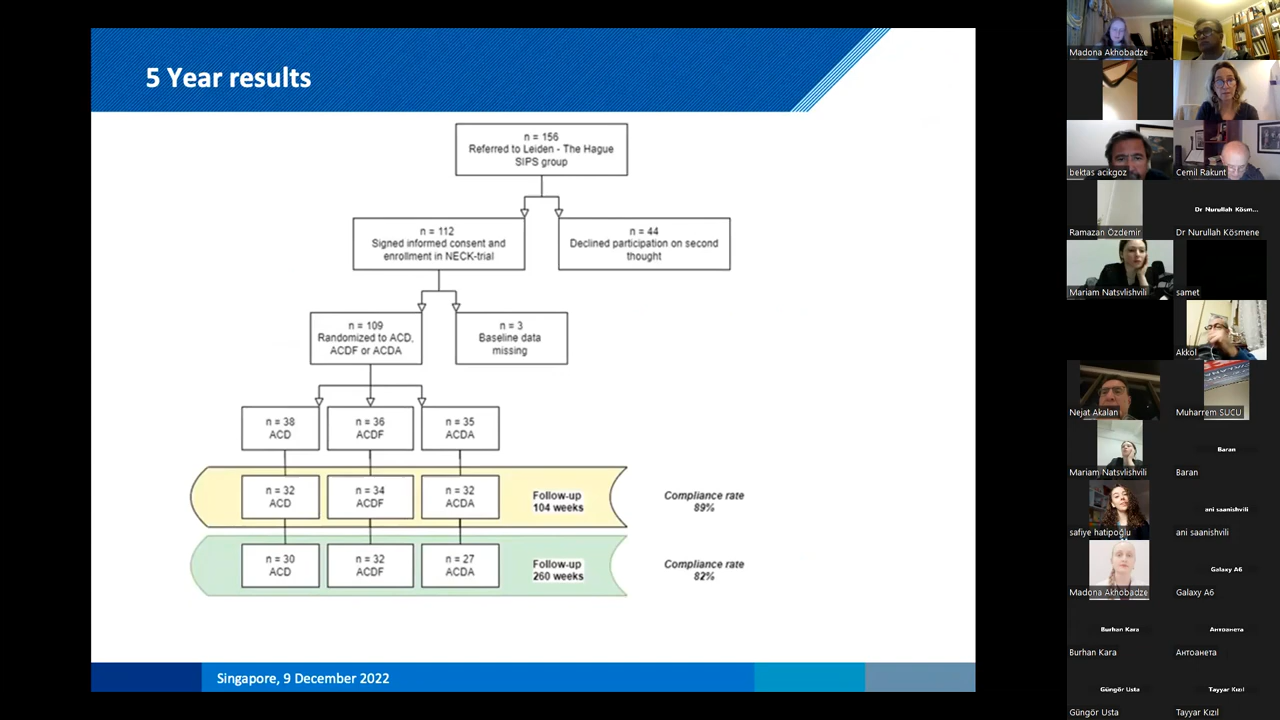 5 Year results
n = 156
Referred to Leiden - The Hague
SIPS group
n = 112
Signed informed consent and
enrollment in NECK-trial
n = 44
Declined participation on second
thought
n = 109
Randomized to ACD,
ACDF or ACDA
n = 3
Baseline data
missing
n = 38
ACD
n = 36
ACDF
n = 35
ACDA
n = 32
ACD
n = 34
ACDF
n = 32
ACDA
Follow-up
104 weeks
Compliance rate
89%
n = 30
ACD
n = 32
ACDF
n = 27
ACDA
Follow-up
260 weeks
Compliance rate
82%
Singapore, 9 December 2022
Madona Akhobadze
bektas acikgoz
Cemil Rakunt
Ramazan Özdemir
Dr Nurullah Kösm...
Dr Nurullah Kösmene
Mariam Natsvlishvili
samet
Akkol
Nejat Akalan
Muharrem SUCU
Mariam Natsvlishvili
Baran
Baran
safiye hatipoğlu
ani saanishvili
ani saanishvili
Madona Akhobadze
Galaxy A6
Galaxy A6
Burhan Kara
Burhan Kara
Антоанета
Антоанета
Güngör Usta
Güngör Usta
Tayyar Kızıl
Tayyar Kızıl